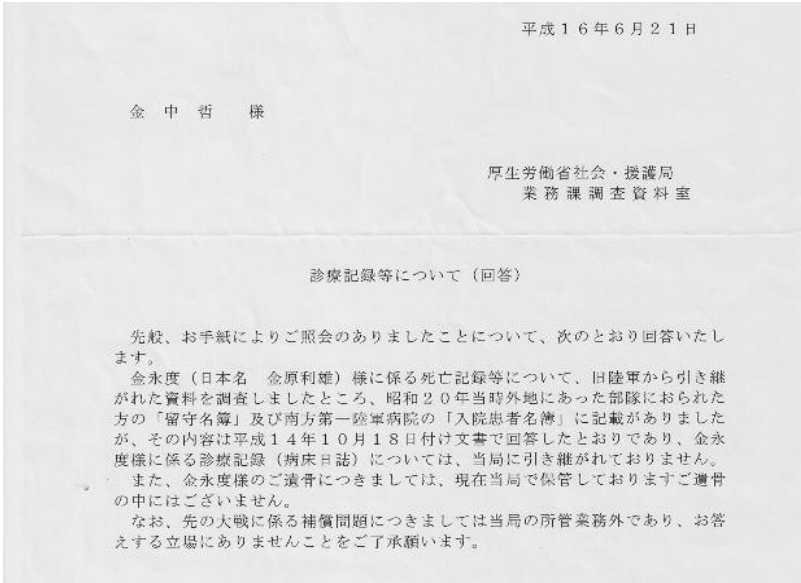 平成16年6月21日
金 中 哲　様
厚生労働省社会・援護局
業務課調査資料室
診療記録等について（回答）
先般、お手紙によりご照会のありましたことについて、次のとおり回答いたし
ます。
金永度（日本名　金原利雄）様に係る死亡記録等について、旧陸軍から引き継
がれた資料を調査しましたところ、昭和20年当時外地にあった部隊におられた
方の「留守名簿」及び南方第一陸軍病院の「入院患者名簿」に記載がありました
が、その内容は平成14年10月18日付け文書で回答したとおりであり、金永
度様に係る診療記録（病床日誌）については、当局に引き継がれておりません。
また、金永度様のご遺骨につきましては、現在当局で保管しておりますご遺骨
の中にはございません。
なお、先の大戦に係る補償問題につきましては当局の所管業務外であり、お答
えする立場にありませんことをご了承願います。